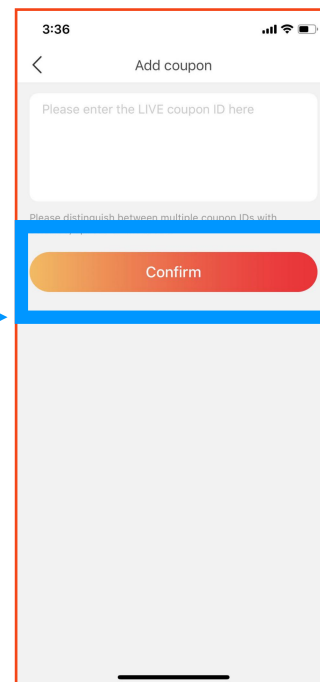 3:36
Add coupon
Please enter the LIVE coupon ID here
Please distinguish between multiple coupon IDs with
Confirm